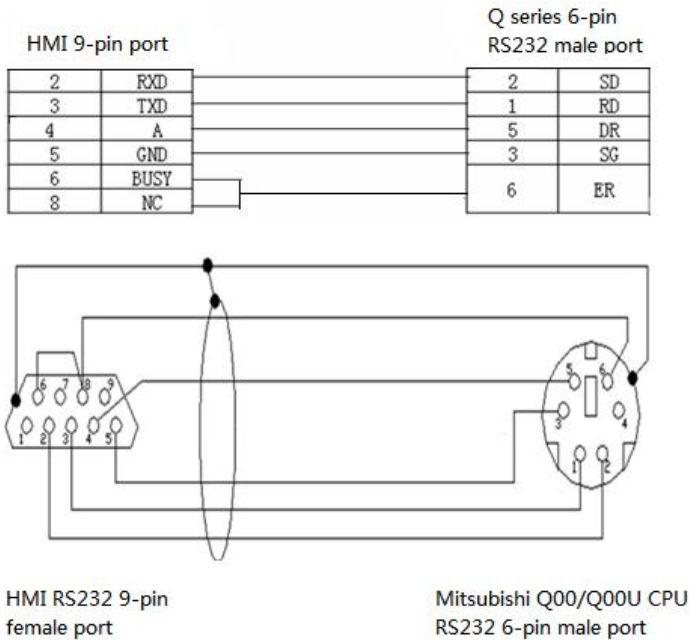 Q series 6-pin
HMI 9-pin port RS232 male port
2 RXD 2 SD
3 TXD 1 RD
4 A 5 DR
5 GND 3 SG
6 BUSY 6 ER
8 NC
6 7 8 9
1 2 3 4 5
5 6
3 4
1 2
HMI RS232 9-pin Mitsubishi Q00/Q00U CPU
female port RS232 6-pin male port